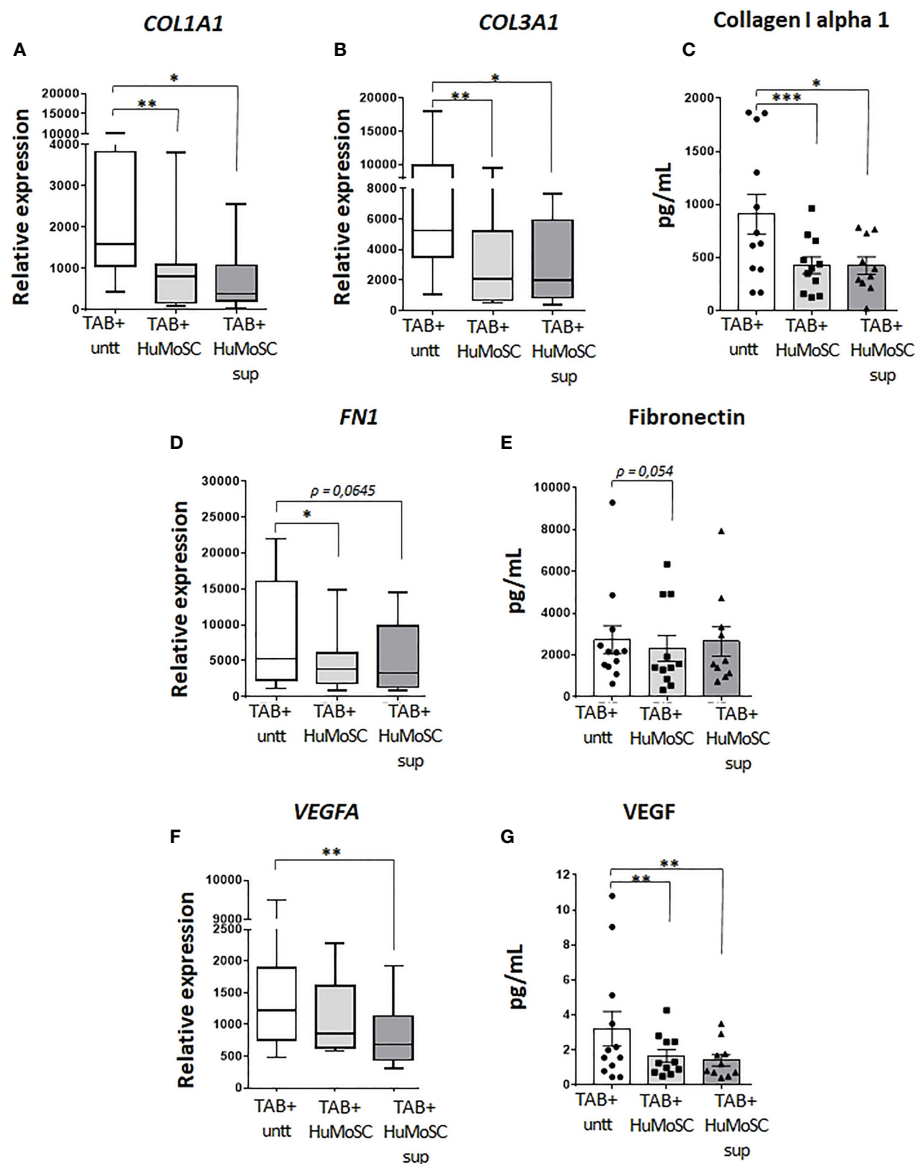 A
COL1A1
Relative expression
20000
15000
10000
4000
3000
2000
1000
0
**
*
TAB+ TAB+ TAB+
untt HuMoSC HuMoSC
sup
B
COL3A1
Relative expression
20000
15000
10000
8000
6000
4000
2000
0
**
*
TAB+ TAB+ TAB+
untt HuMoSC HuMoSC
sup
C
Collagen I alpha 1
pg/mL
2000
1500
1000
500
0
***
*
TAB+ TAB+ TAB+
untt HuMoSC HuMoSC
sup
D
FN1
Relative expression
30000
25000
20000
15000
10000
5000
0
ρ = 0,0645
*
TAB+ TAB+ TAB+
untt HuMoSC HuMoSC
sup
E
Fibronectin
pg/mL
10000
8000
6000
4000
2000
0
ρ = 0,054
TAB+ TAB+ TAB+
untt HuMoSC HuMoSC
sup
F
VEGFA
Relative expression
10000
9000
2500
2000
1500
1000
500
0
**
TAB+ TAB+ TAB+
untt HuMoSC HuMoSC
sup
G
VEGF
pg/mL
12
10
8
6
4
2
0
**
**
TAB+ TAB+ TAB+
untt HuMoSC HuMoSC
sup